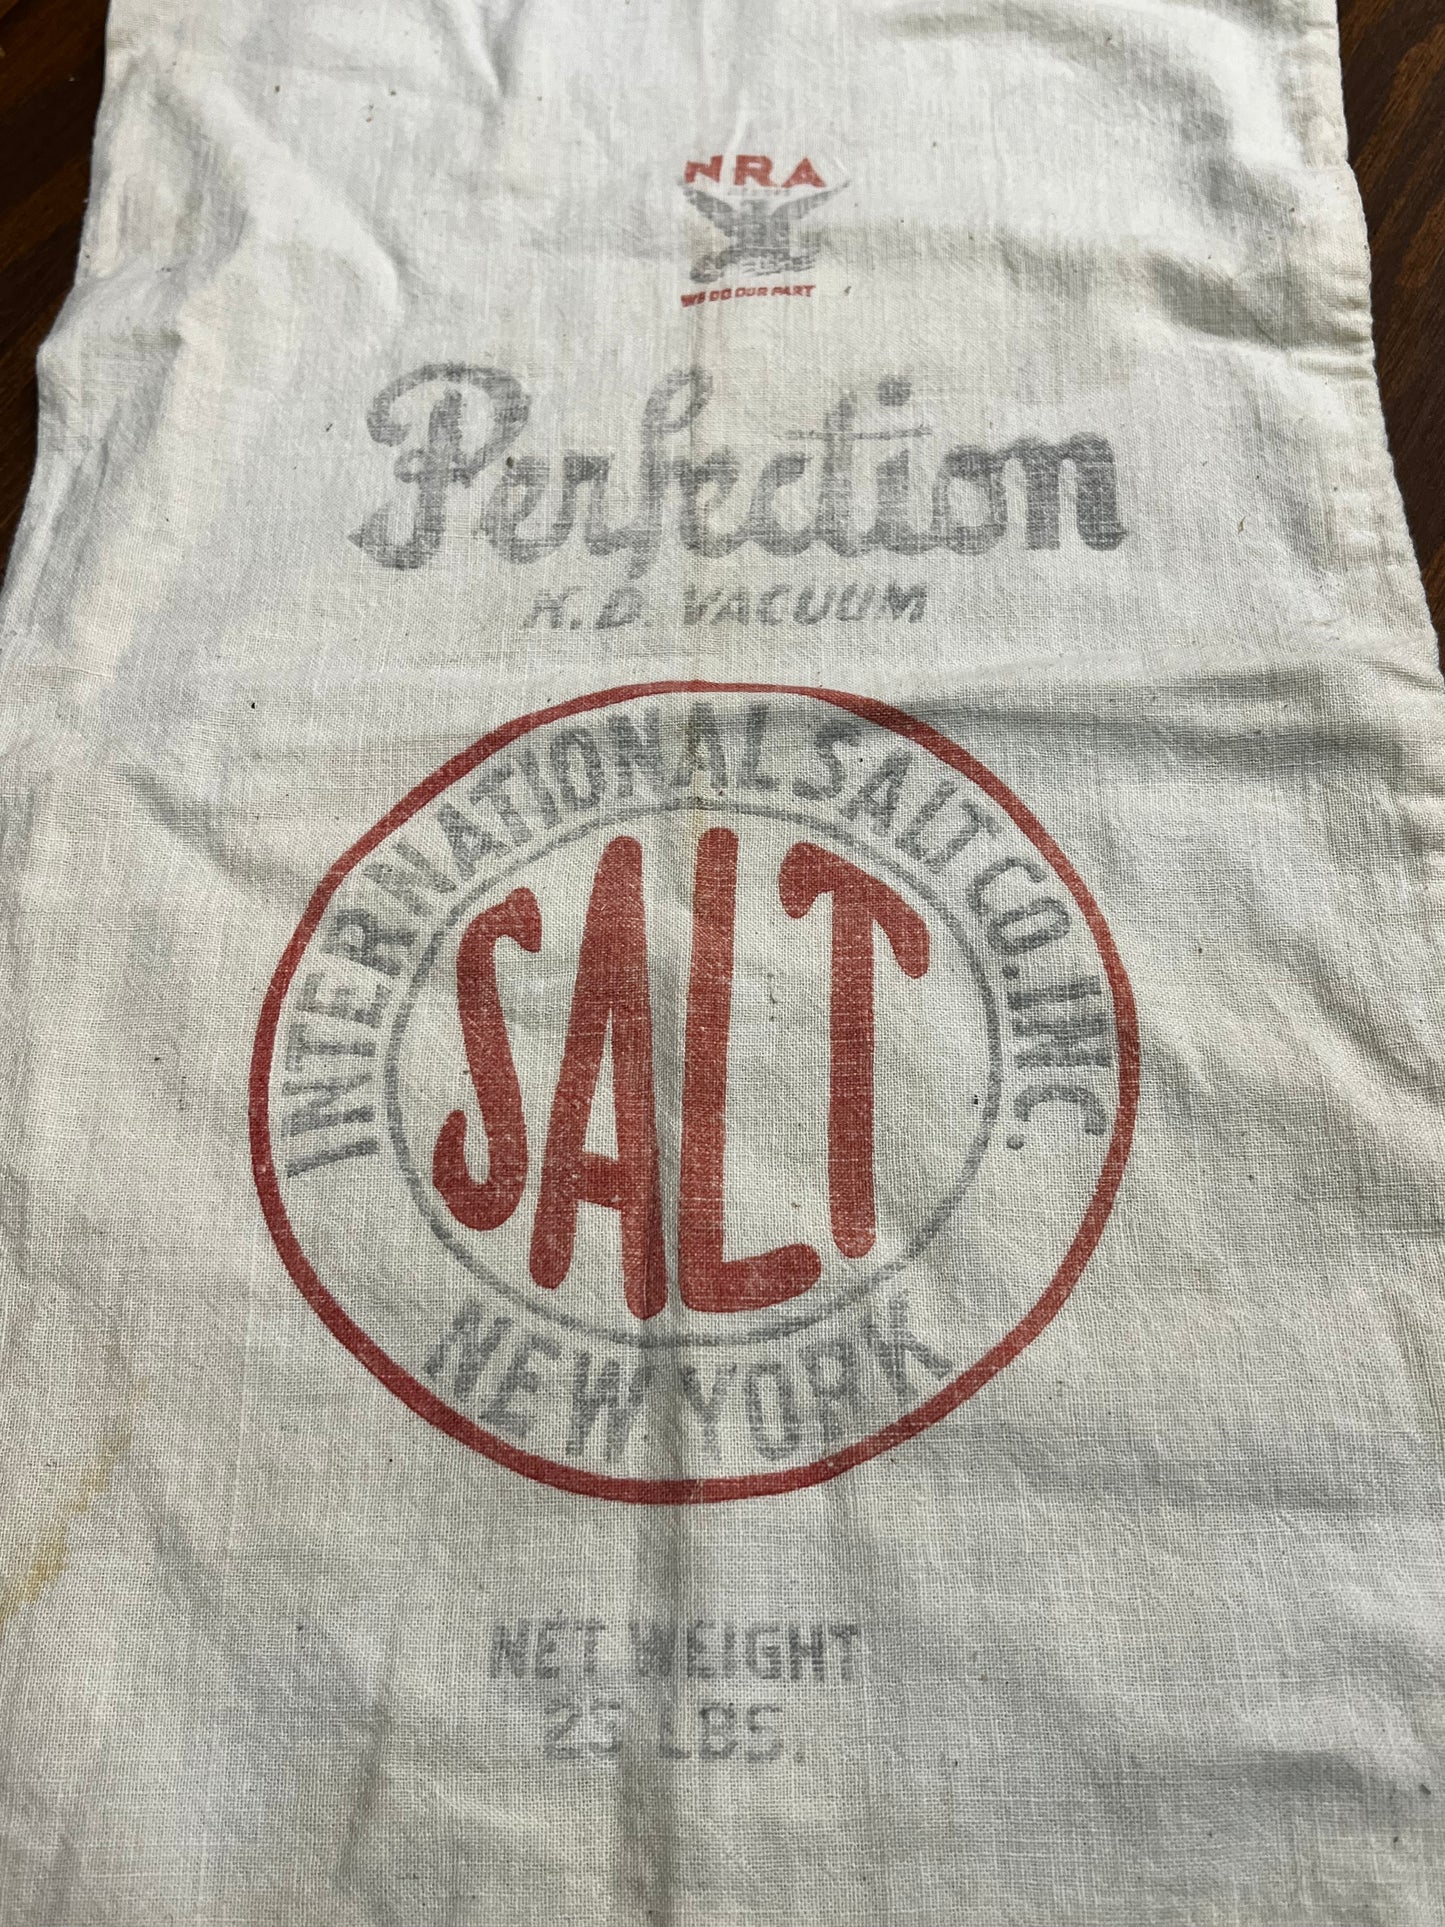 NRA
WE DO OUR PART
Perfection
K.D. VACUUM
INTERNATIONAL SALT CO. INC.
SALT
NEW YORK
NET WEIGHT
25 LBS.